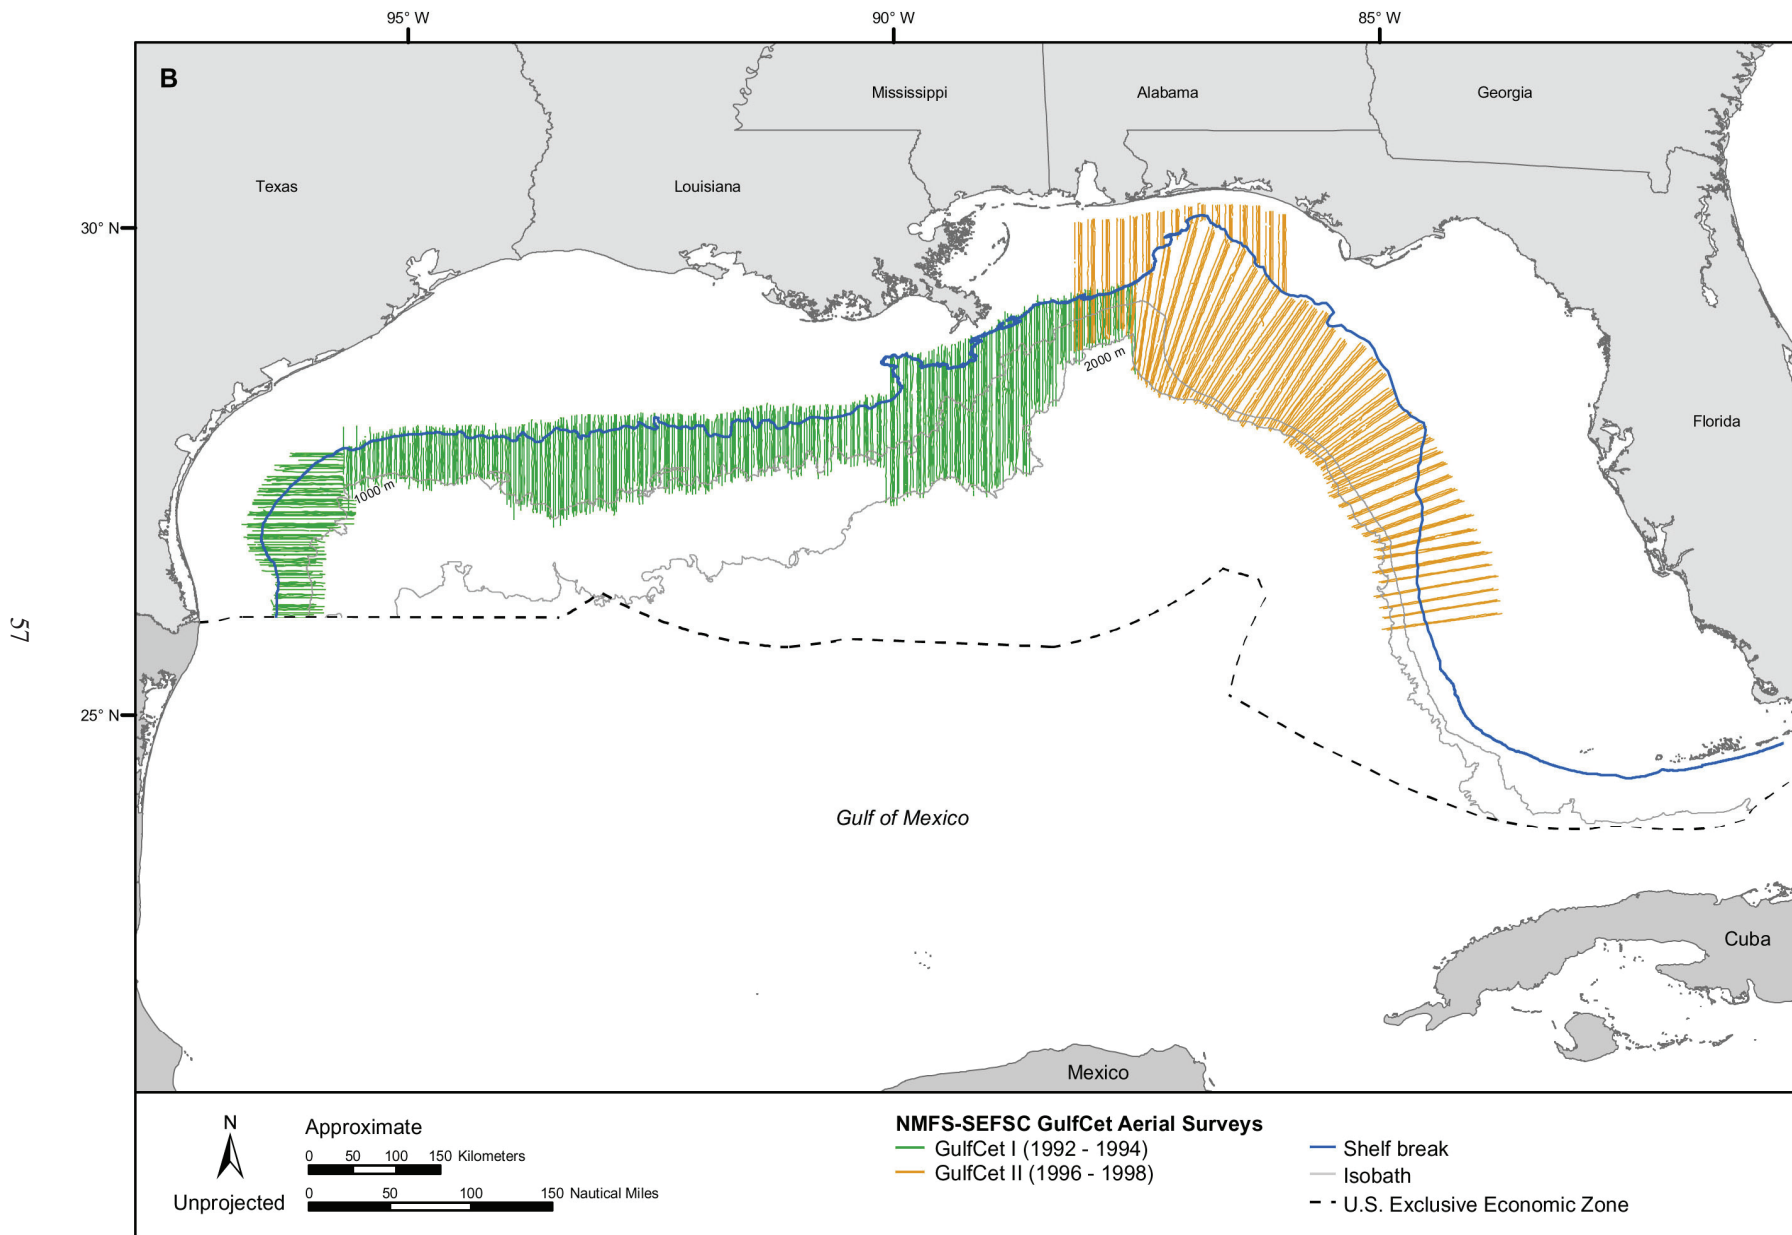 95° W 90° W 85° W
B
Mississippi Alabama Georgia
Texas Louisiana
30° N
2000 m
Florida
1000 m
57
25° N
Gulf of Mexico
Cuba
Mexico
N
Unprojected
Approximate
0 50 100 150 Kilometers
0 50 100 150 Nautical Miles
NMFS-SEFSC GulfCet Aerial Surveys
GulfCet I (1992 - 1994)
GulfCet II (1996 - 1998)
Shelf break
Isobath
U.S. Exclusive Economic Zone